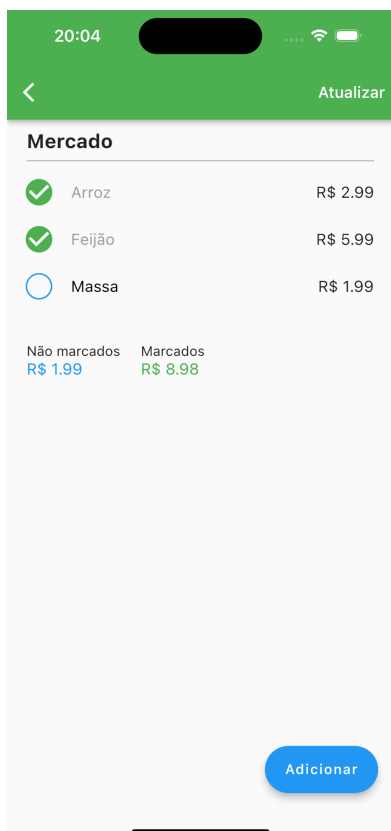 20:04
Atualizar
Mercado
Arroz R$ 2.99
Feijão R$ 5.99
Massa R$ 1.99
Não marcados Marcados
R$ 1.99 R$ 8.98
Adicionar